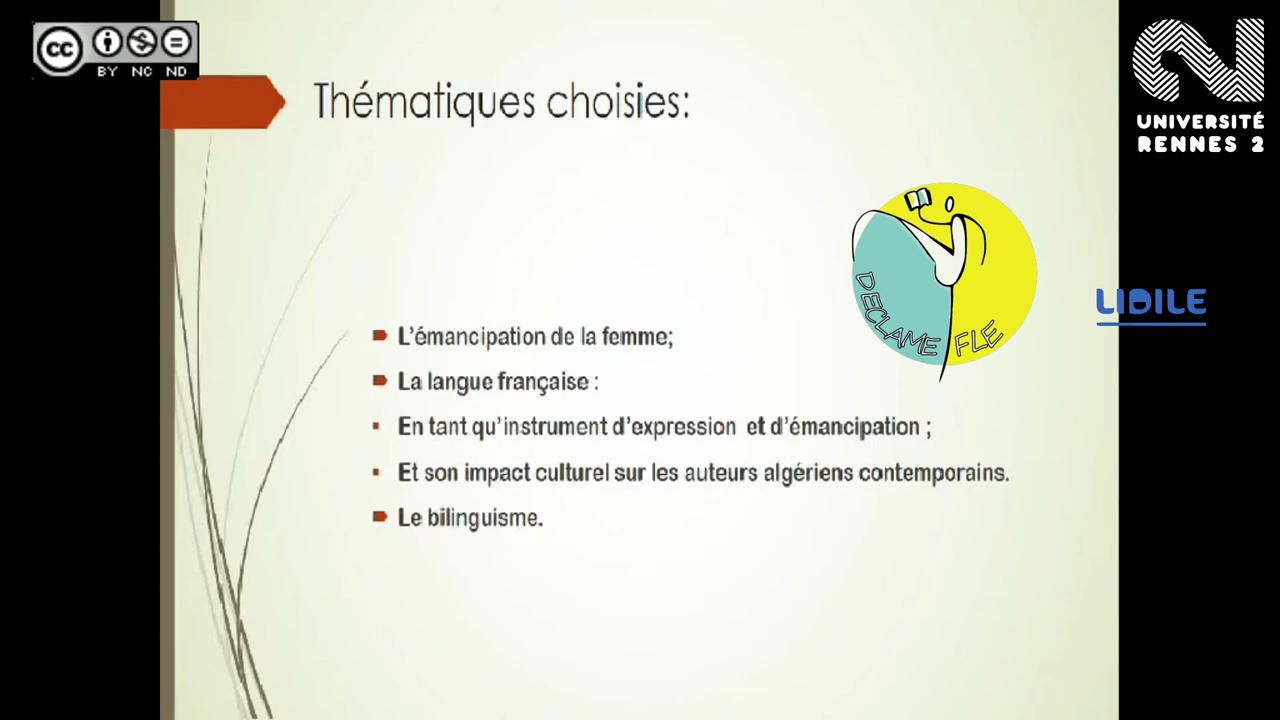 CC
BY NC ND
Thématiques choisies:
UNIVERSITÉ
RENNES 2
DECLAME FLE
LIDILE
L'émancipation de la femme;
La langue française :
En tant qu'instrument d'expression et d'émancipation ;
Et son impact culturel sur les auteurs algériens contemporains.
Le bilinguisme.